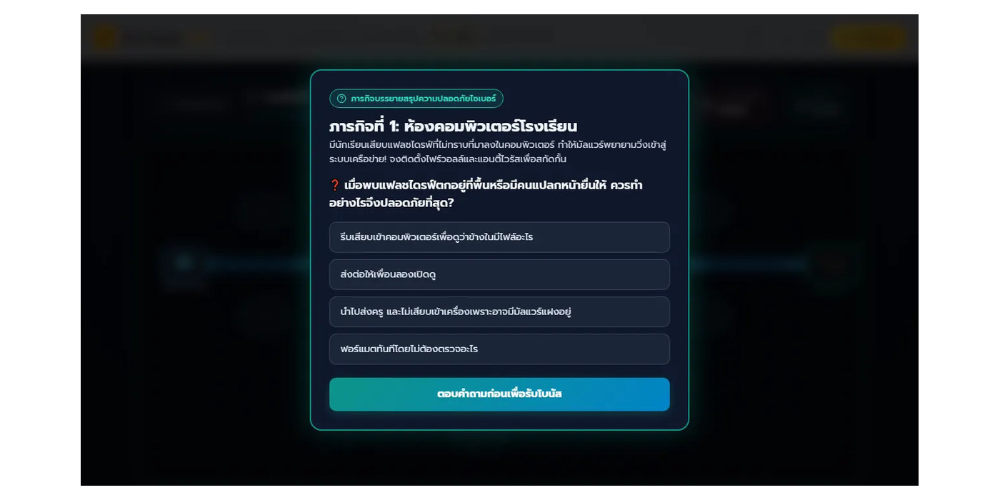 ภารกิจบรรยายสรุปความปลอดภัยไซเบอร์
ภารกิจที่ 1: ห้องคอมพิวเตอร์โรงเรียน
มีนักเรียนเสียบแฟลชไดรฟ์ที่ไม่ทราบที่มาลงในคอมพิวเตอร์ ทำให้มัลแวร์พยายามวิ่งเข้าสู่
ระบบเครือข่าย! จงติดตั้งไฟร์วอลล์และแอนตี้ไวรัสเพื่อสกัดกั้น
❓ เมื่อพบแฟลชไดรฟ์ตกอยู่ที่พื้นหรือมีคนแปลกหน้ายื่นให้ ควรทำ
อย่างไรจึงปลอดภัยที่สุด?
รีบเสียบเข้าคอมพิวเตอร์เพื่อดูว่าข้างในมีไฟล์อะไร
ส่งต่อให้เพื่อนลองเปิดดู
นำไปส่งครู และไม่เสียบเข้าเครื่องเพราะอาจมีมัลแวร์แฝงอยู่
ฟอร์แมตทันทีโดยไม่ต้องตรวจอะไร
ตอบคำถามก่อนเพื่อรับโบนัส